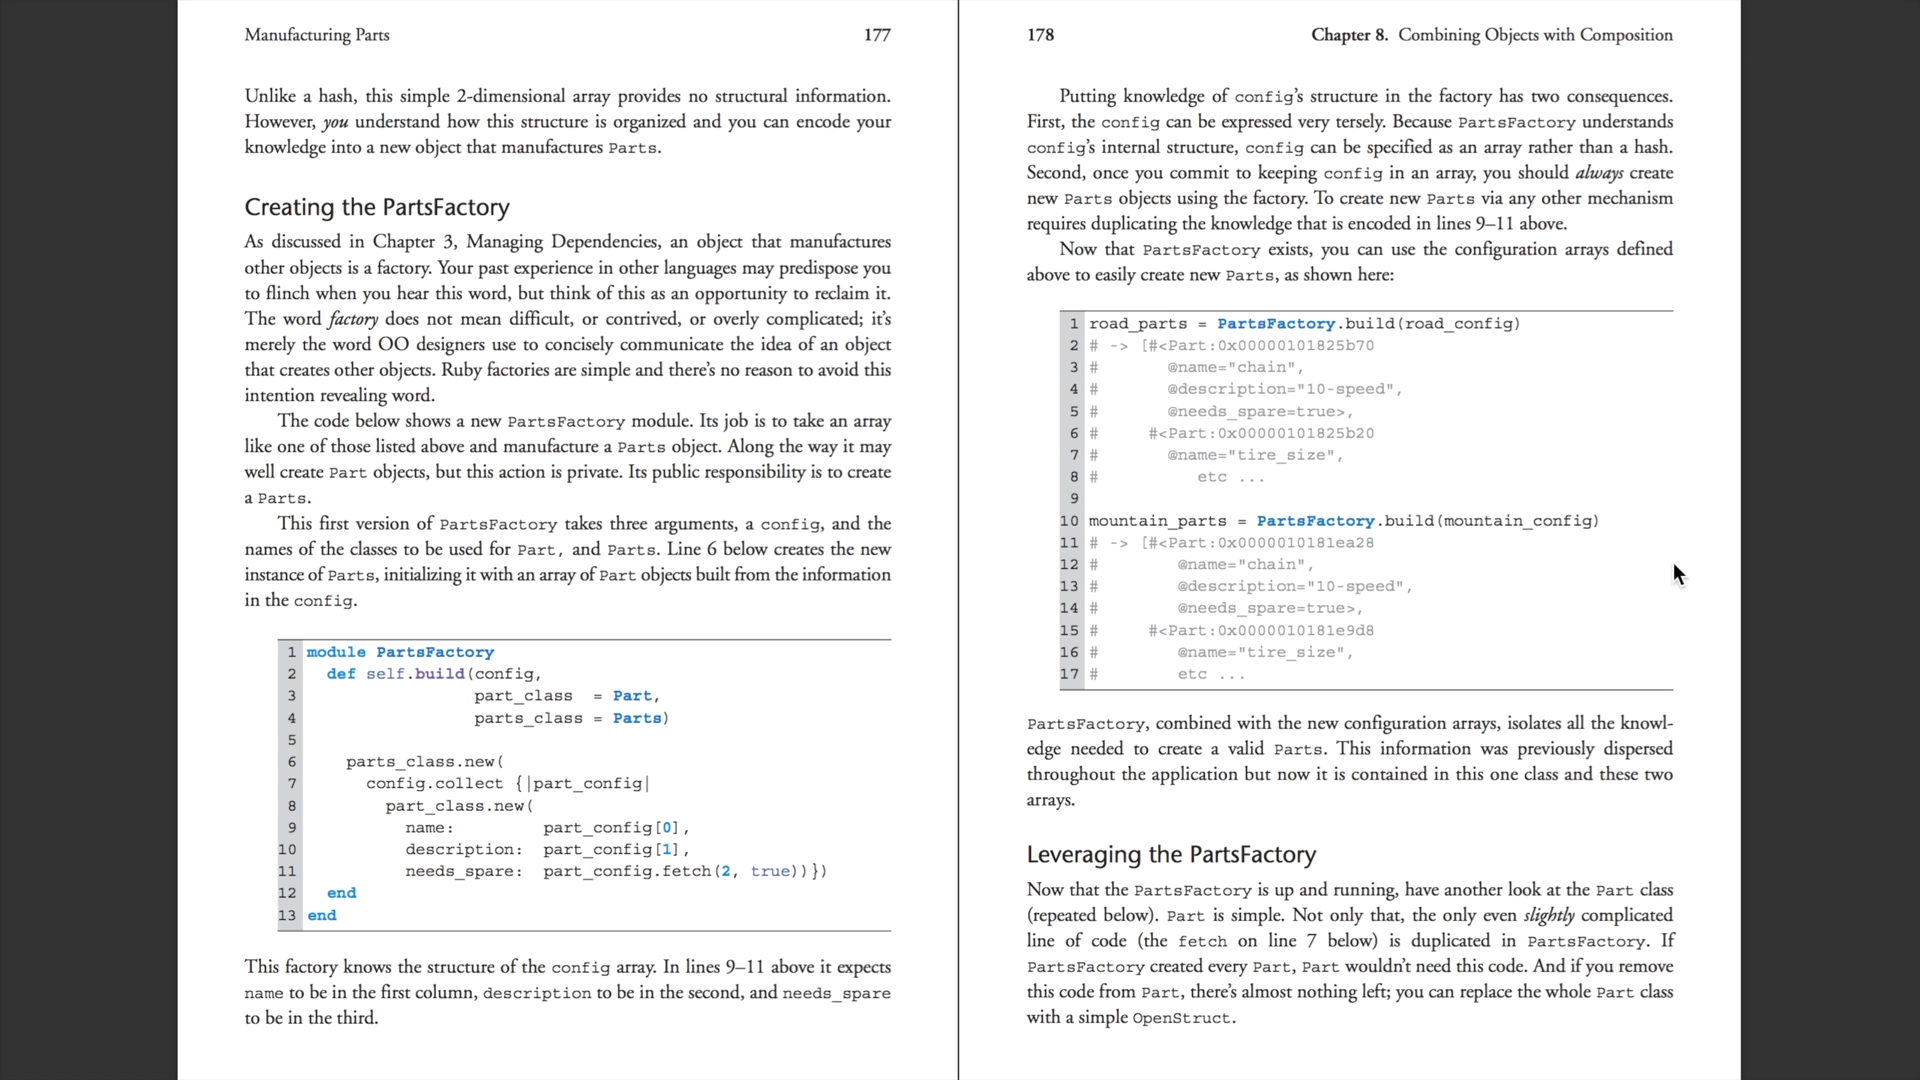 Manufacturing Parts 177
Unlike a hash, this simple 2-dimensional array provides no structural information.
However, you understand how this structure is organized and you can encode your
knowledge into a new object that manufactures Parts.
Creating the PartsFactory
As discussed in Chapter 3, Managing Dependencies, an object that manufactures
other objects is a factory. Your past experience in other languages may predispose you
to flinch when you hear this word, but think of this as an opportunity to reclaim it.
The word factory does not mean difficult, or contrived, or overly complicated; it's
merely the word OO designers use to concisely communicate the idea of an object
that creates other objects. Ruby factories are simple and there's no reason to avoid this
intention revealing word.
The code below shows a new PartsFactory module. Its job is to take an array
like one of those listed above and manufacture a Parts object. Along the way it may
well create Part objects, but this action is private. Its public responsibility is to create
a Parts.
This first version of PartsFactory takes three arguments, a config, and the
names of the classes to be used for Part, and Parts. Line 6 below creates the new
instance of Parts, initializing it with an array of Part objects built from the information
in the config.
1 module PartsFactory
2   def self.build(config,
3                  part_class  = Part,
4                  parts_class = Parts)
5
6     parts_class.new(
7       config.collect {|part_config|
8         part_class.new(
9           name:         part_config[0],
10           description:  part_config[1],
11           needs_spare:  part_config.fetch(2, true))})
12   end
13 end
This factory knows the structure of the config array. In lines 9–11 above it expects
name to be in the first column, description to be in the second, and needs_spare
to be in the third.
178 Chapter 8. Combining Objects with Composition
Putting knowledge of config's structure in the factory has two consequences.
First, the config can be expressed very tersely. Because PartsFactory understands
config's internal structure, config can be specified as an array rather than a hash.
Second, once you commit to keeping config in an array, you should always create
new Parts objects using the factory. To create new Parts via any other mechanism
requires duplicating the knowledge that is encoded in lines 9–11 above.
Now that PartsFactory exists, you can use the configuration arrays defined
above to easily create new Parts, as shown here:
1 road_parts = PartsFactory.build(road_config)
2 # -> [#<Part:0x00000101825b70
3 #       @name="chain",
4 #       @description="10-speed",
5 #       @needs_spare=true>,
6 #     #<Part:0x00000101825b20
7 #       @name="tire_size",
8 #          etc ...
9
10 mountain_parts = PartsFactory.build(mountain_config)
11 # -> [#<Part:0x0000010181ea28
12 #        @name="chain",
13 #        @description="10-speed",
14 #        @needs_spare=true>,
15 #     #<Part:0x0000010181e9d8
16 #        @name="tire_size",
17 #        etc ...
PartsFactory, combined with the new configuration arrays, isolates all the knowl-
edge needed to create a valid Parts. This information was previously dispersed
throughout the application but now it is contained in this one class and these two
arrays.
Leveraging the PartsFactory
Now that the PartsFactory is up and running, have another look at the Part class
(repeated below). Part is simple. Not only that, the only even slightly complicated
line of code (the fetch on line 7 below) is duplicated in PartsFactory. If
PartsFactory created every Part, Part wouldn't need this code. And if you remove
this code from Part, there's almost nothing left; you can replace the whole Part class
with a simple OpenStruct.